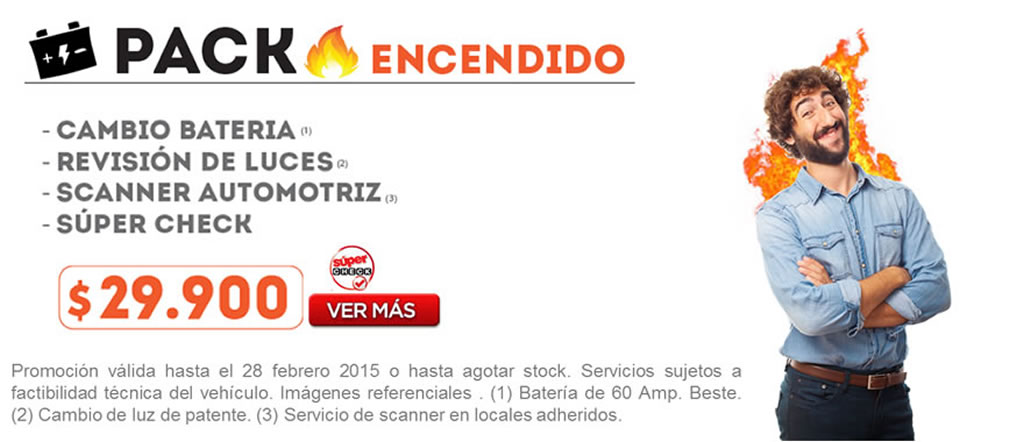 PACK ENCENDIDO
- CAMBIO BATERIA (1)
- REVISIÓN DE LUCES (2)
- SCANNER AUTOMOTRIZ (3)
- SÚPER CHECK
súper
CHECK
$29.900
VER MÁS
Promoción válida hasta el 28 febrero 2015 o hasta agotar stock. Servicios sujetos a
factibilidad técnica del vehículo. Imágenes referenciales . (1) Batería de 60 Amp. Beste.
(2) Cambio de luz de patente. (3) Servicio de scanner en locales adheridos.